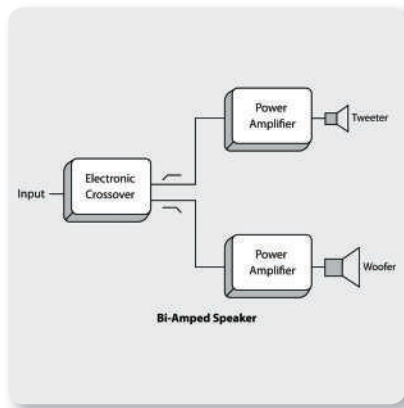 Power
Amplifier
Tweeter
Electronic
Crossover
Input
Power
Amplifier
Woofer
Bi-Amped Speaker